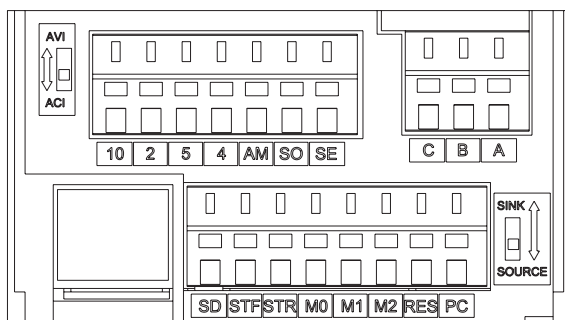 AVI
ACI
10 2 5 4 AM SO SE
C B A
SINK
SOURCE
SD STF STR M0 M1 M2 RES PC